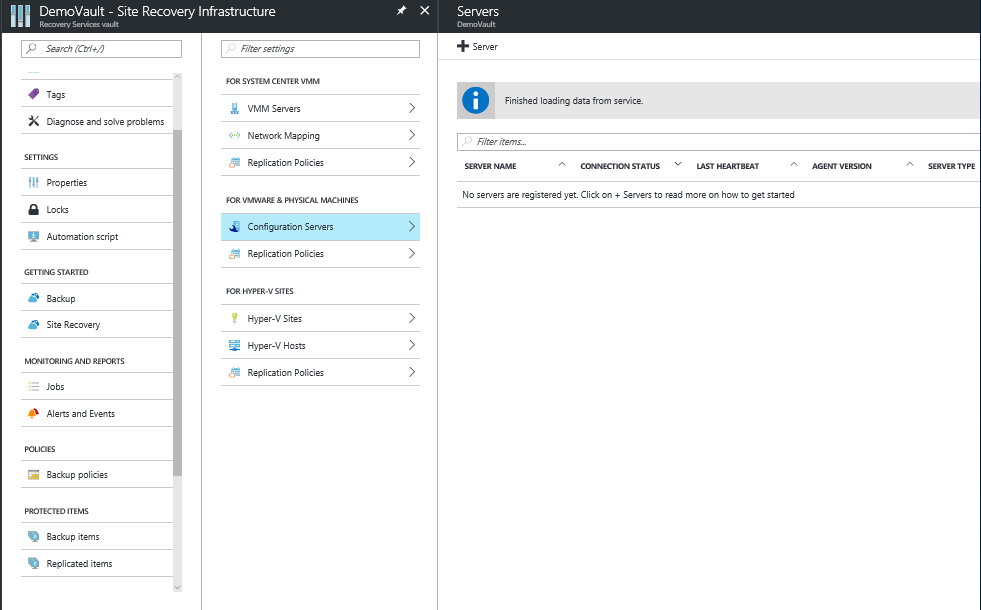 DemoVault - Site Recovery Infrastructure
Recovery Services vault
Search (Ctrl+/)
Tags
Diagnose and solve problems
SETTINGS
Properties
Locks
Automation script
GETTING STARTED
Backup
Site Recovery
MONITORING AND REPORTS
Jobs
Alerts and Events
POLICIES
Backup policies
PROTECTED ITEMS
Backup items
Replicated items
Filter settings
FOR SYSTEM CENTER VMM
VMM Servers
Network Mapping
Replication Policies
FOR VMWARE & PHYSICAL MACHINES
Configuration Servers
Replication Policies
FOR HYPER-V SITES
Hyper-V Sites
Hyper-V Hosts
Replication Policies
Servers
DemoVault
Server
Finished loading data from service.
Filter items...
SERVER NAME CONNECTION STATUS LAST HEARTBEAT AGENT VERSION SERVER TYPE
No servers are registered yet. Click on + Servers to read more on how to get started